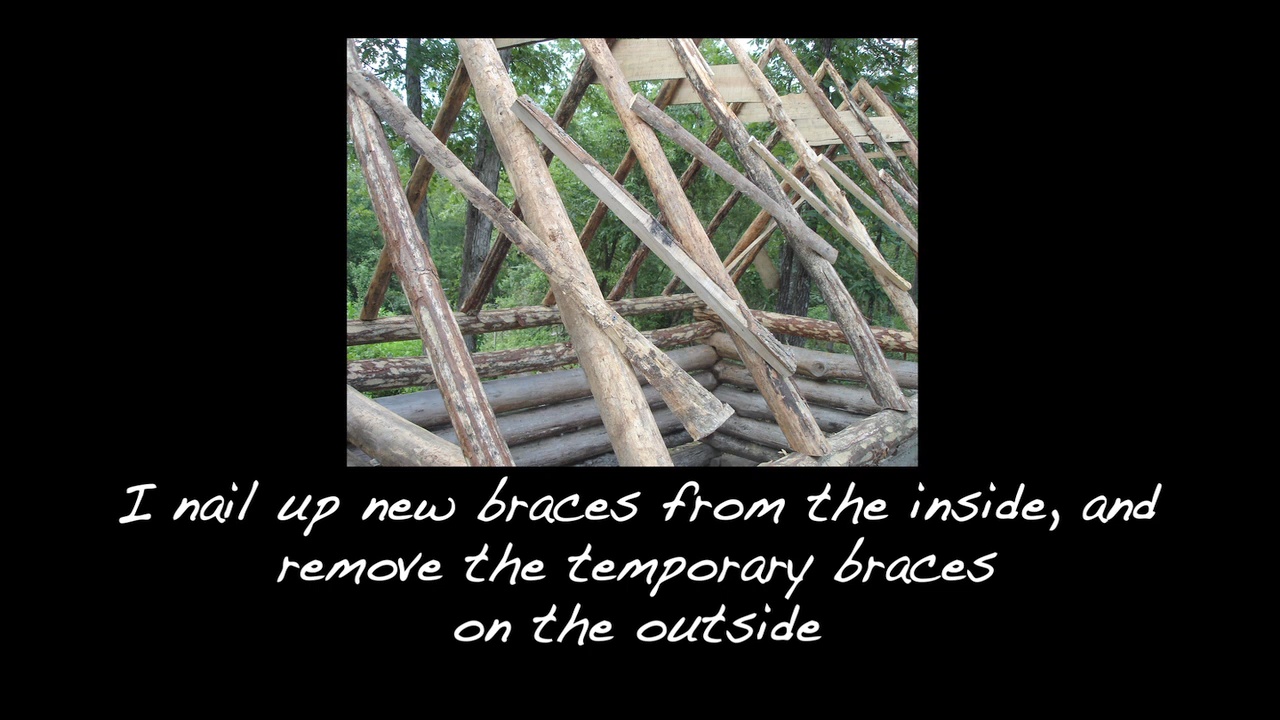 I nail up new braces from the inside, and
remove the temporary braces
on the outside